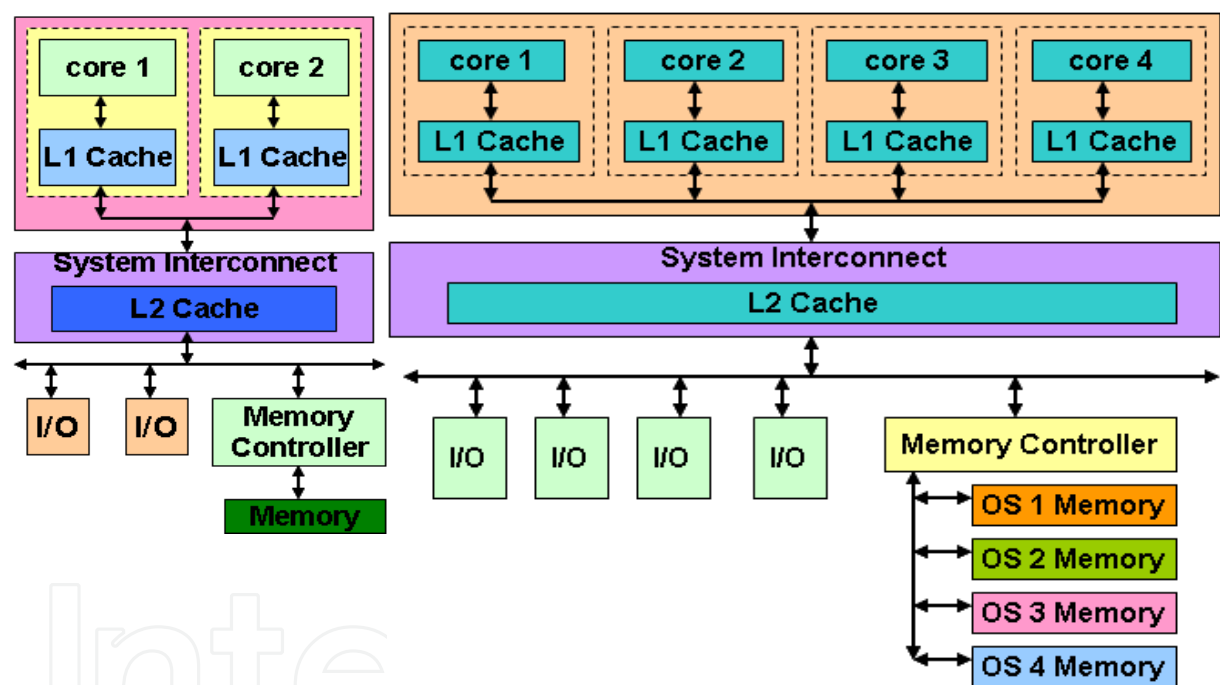 core 1
core 2
L1 Cache
L1 Cache
System Interconnect
L2 Cache
I/O
I/O
Memory
Controller
Memory
core 1
core 2
core 3
core 4
L1 Cache
L1 Cache
L1 Cache
L1 Cache
System Interconnect
L2 Cache
I/O
I/O
I/O
I/O
Memory Controller
OS 1 Memory
OS 2 Memory
OS 3 Memory
OS 4 Memory
Inte